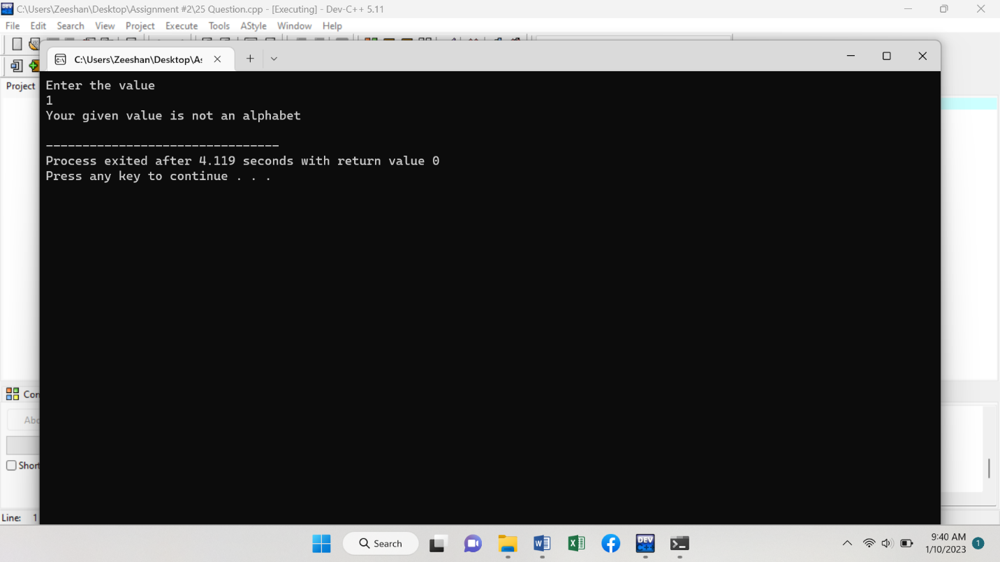 C:\Users\Zeeshan\Desktop\Assignment #2\25 Question.cpp - [Executing] - Dev-C++ 5.11
File Edit Search View Project Execute Tools AStyle Window Help
C:\Users\Zeeshan\Desktop\As
Project
Enter the value
1
Your given value is not an alphabet
--------------------------------
Process exited after 4.119 seconds with return value 0
Press any key to continue . . .
Con
Abo
Short
Line: 1
Search
DEV C++
9:40 AM
1/10/2023
1